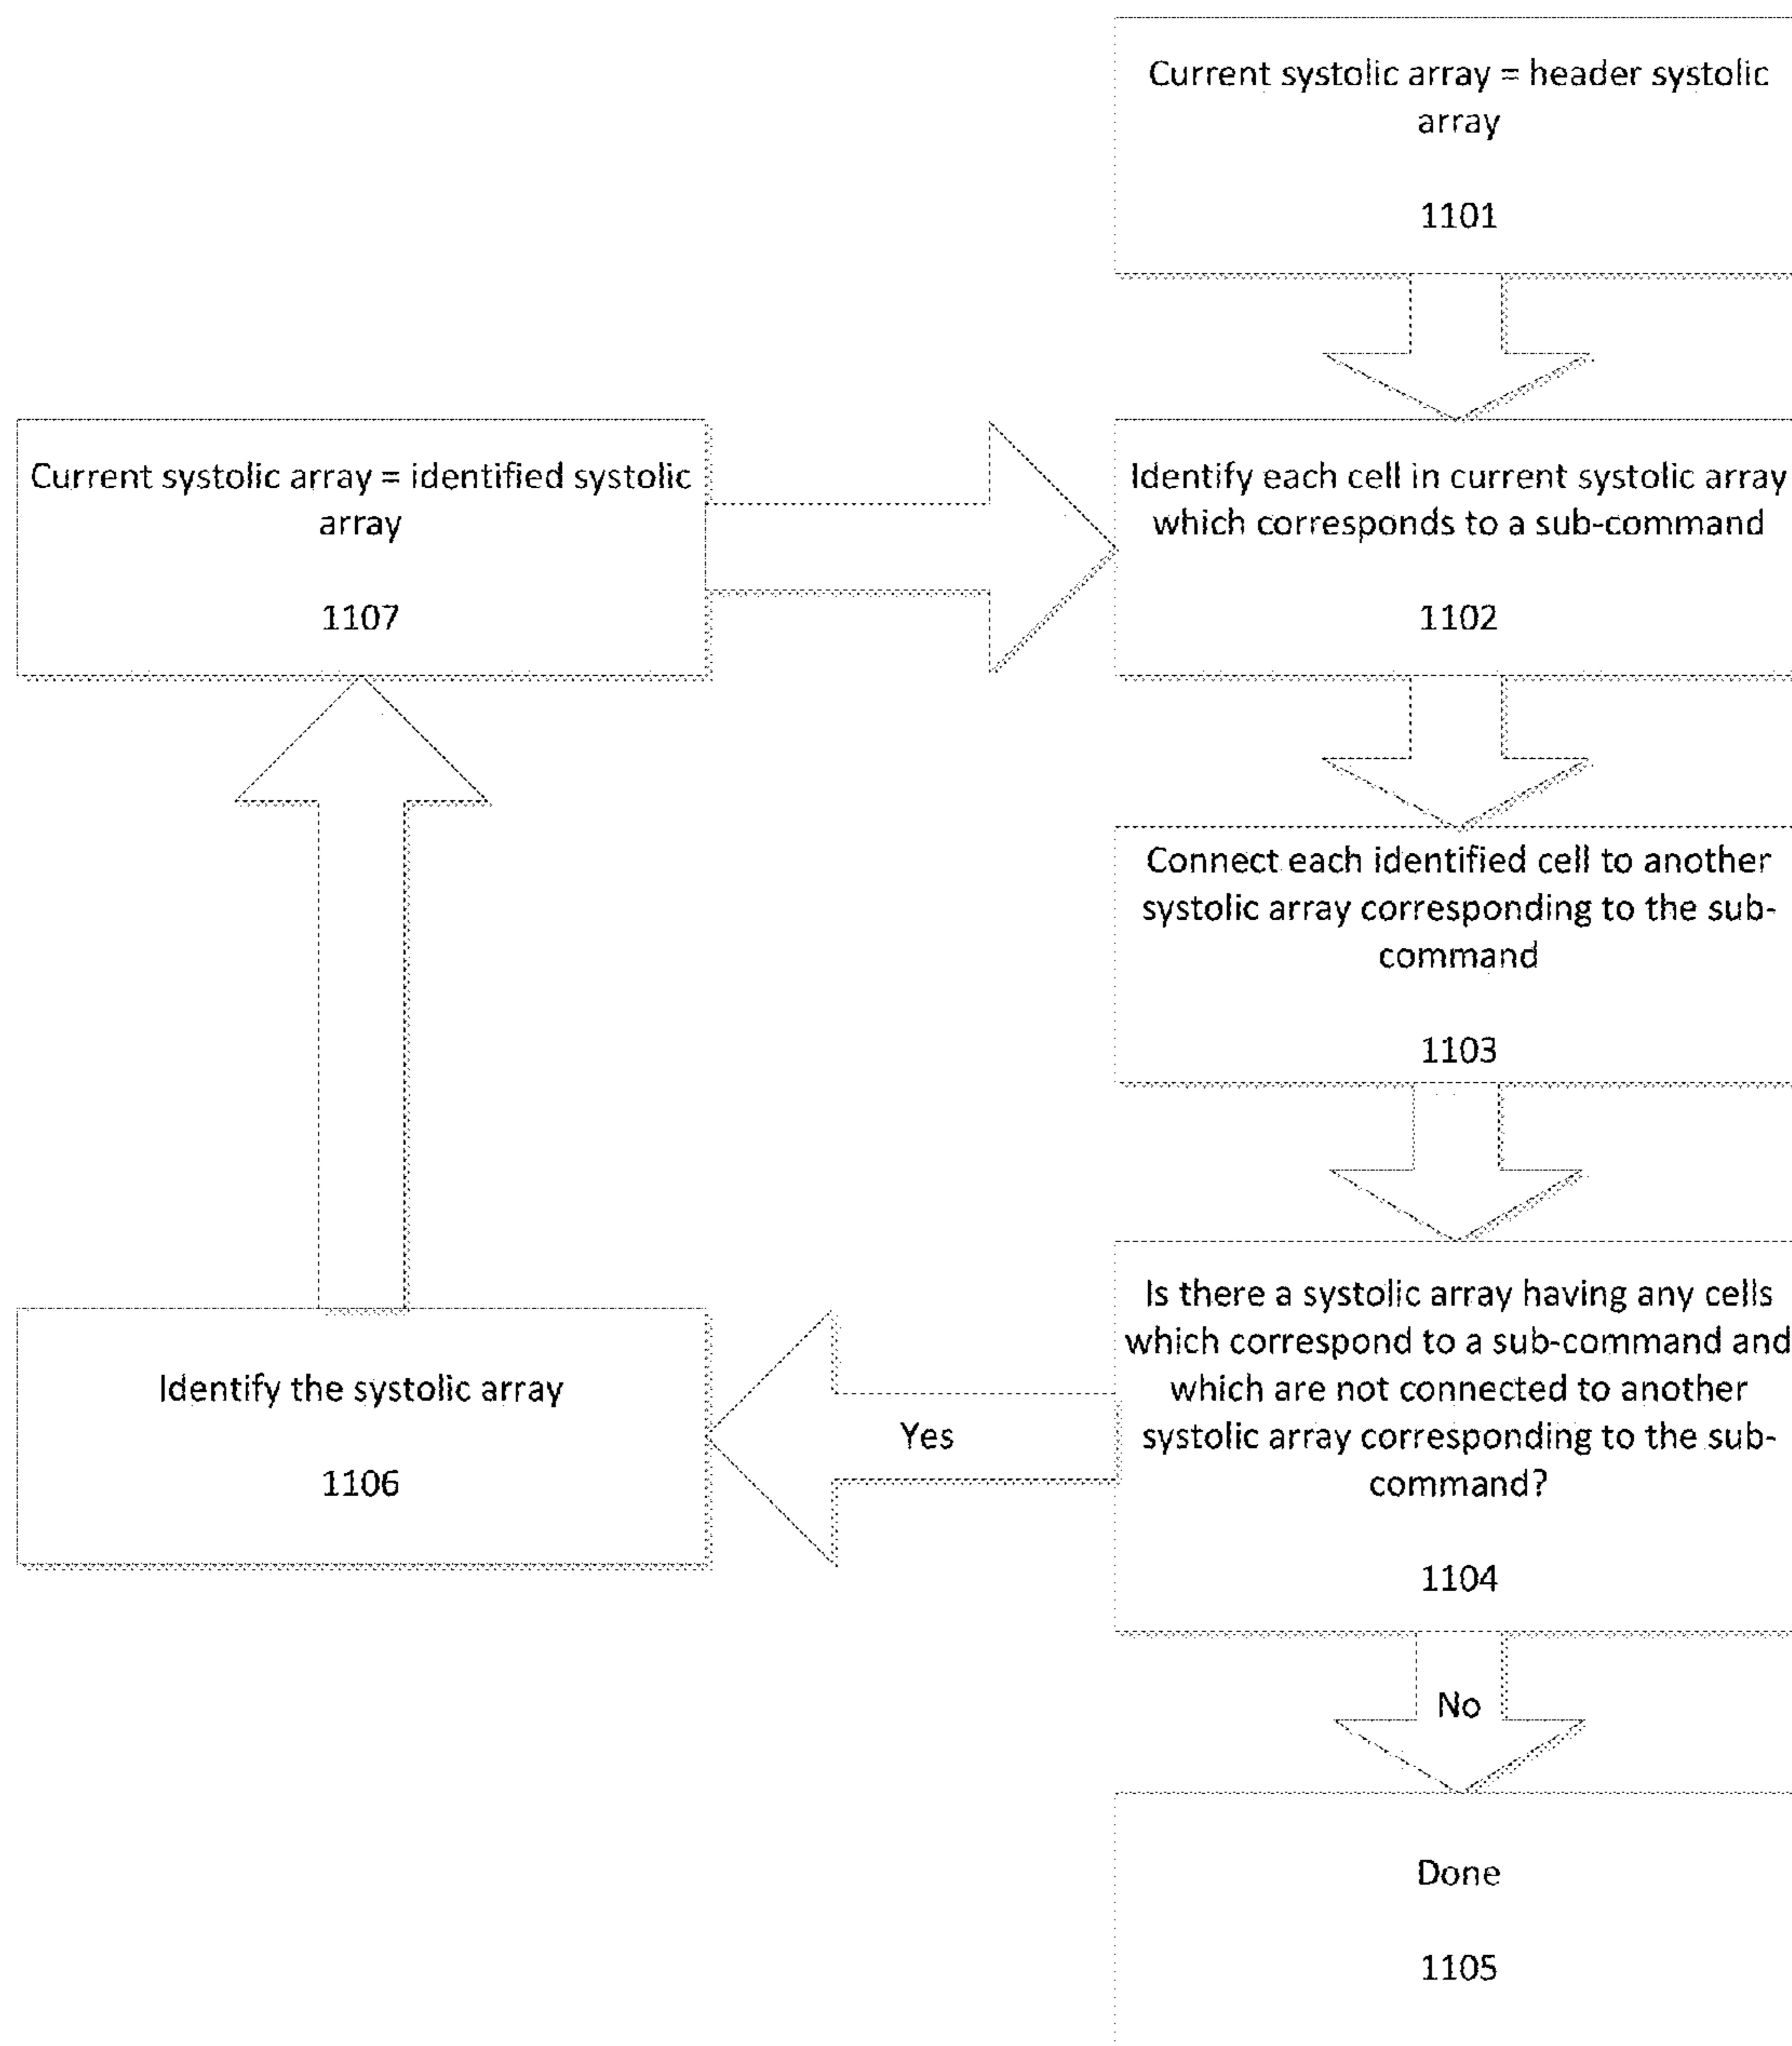 Current systolic array = header systolic
array
1101
Current systolic array = identified systolic
array
1107
Identify each cell in current systolic array
which corresponds to a sub-command
1102
Connect each identified cell to another
systolic array corresponding to the sub-
command
1103
Is there a systolic array having any cells
which correspond to a sub-command and
which are not connected to another
systolic array corresponding to the sub-
command?
1104
Yes
Identify the systolic array
1106
No
Done
1105